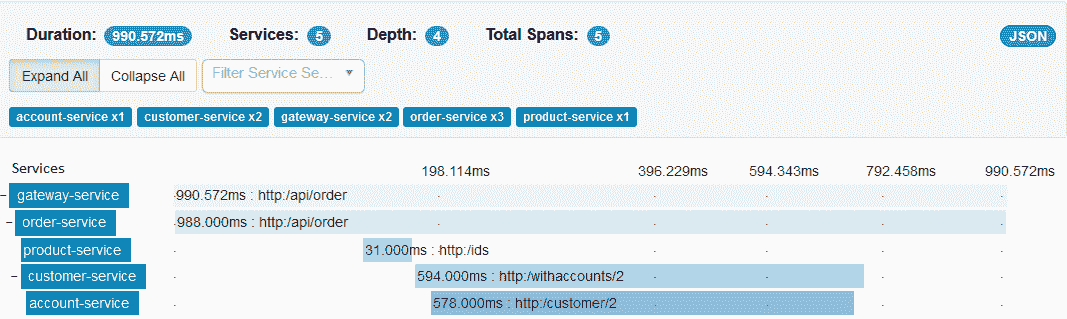 Duration: 990.572ms Services: 5 Depth: 4 Total Spans: 5 JSON
Expand All Collapse All Filter Service Se...
account-service x1 customer-service x2 gateway-service x2 order-service x3 product-service x1
Services 198.114ms 396.229ms 594.343ms 792.458ms 990.572ms
gateway-service 990.572ms : http:/api/order
order-service 988.000ms : http:/api/order
product-service 31.000ms : http:/ids
customer-service 594.000ms : http:/withaccounts/2
account-service 578.000ms : http:/customer/2